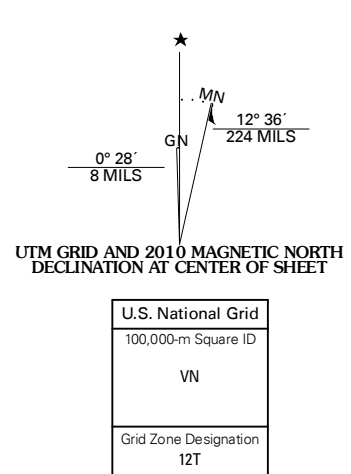 MN
GN
12° 36´
224 MILS
0° 28´
8 MILS
UTM GRID AND 2010 MAGNETIC NORTH
DECLINATION AT CENTER OF SHEET
U.S. National Grid
100,000-m Square ID
VN
Grid Zone Designation
12T